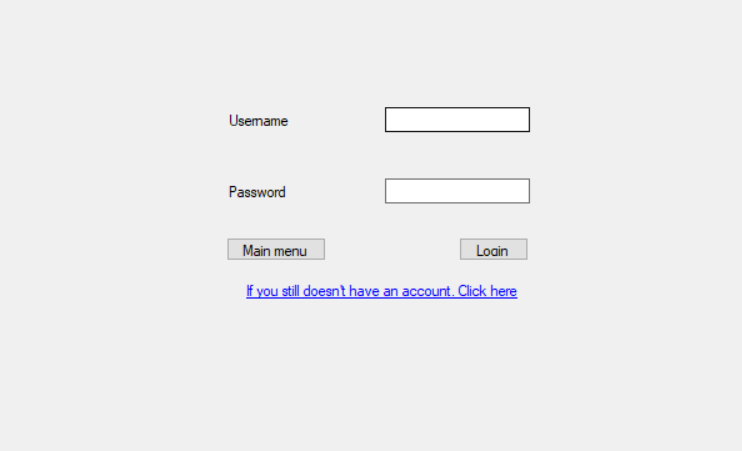 Username
Password
Main menu
Login
If you still doesn't have an account. Click here